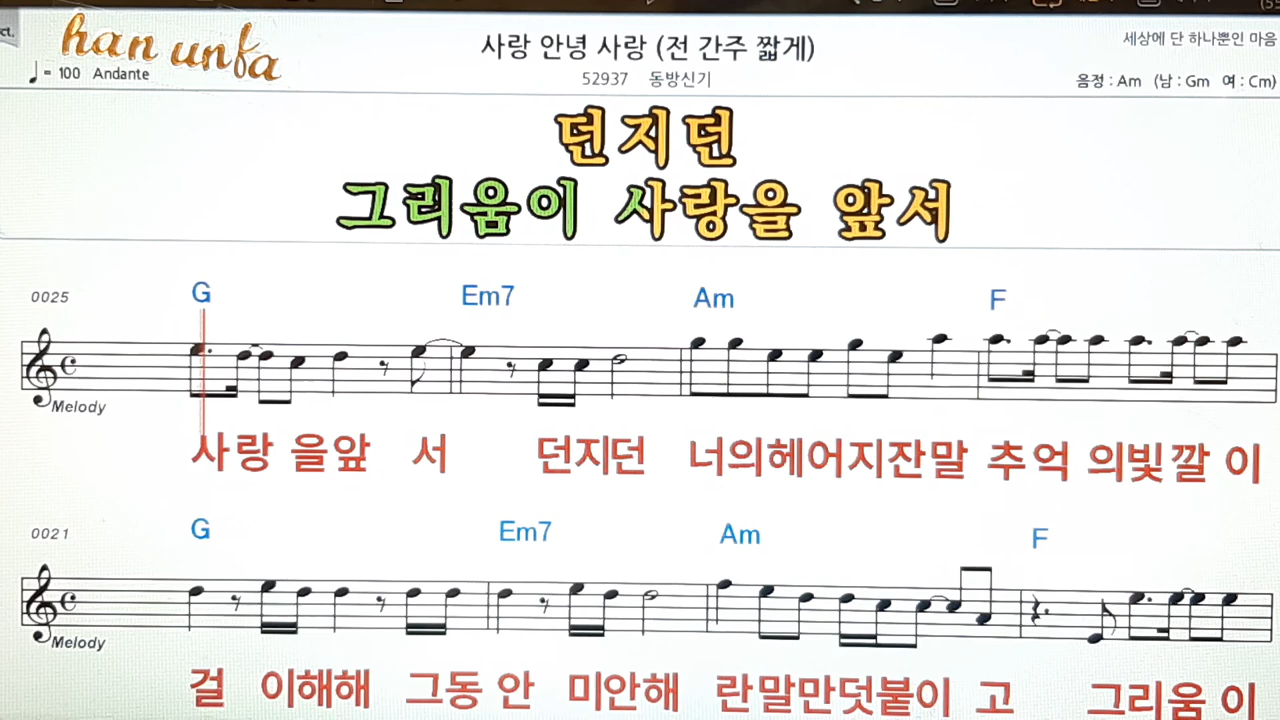 ct.
han unfa
♩ = 100 Andante
사랑 안녕 사랑 (전 간주 짧게)
52937 동방신기
세상에 단 하나뿐인 마음
음정 : Am (남 : Gm 여 : Cm)
던지던
그리움이 사랑을 앞서
0025 G Em7 Am F
Melody
사랑 을앞 서 던지던 너의헤어지잔말 추억 의빛깔 이
0021 G Em7 Am F
Melody
걸 이해해 그동 안 미안해 란말만덧붙이 고 그리움 이